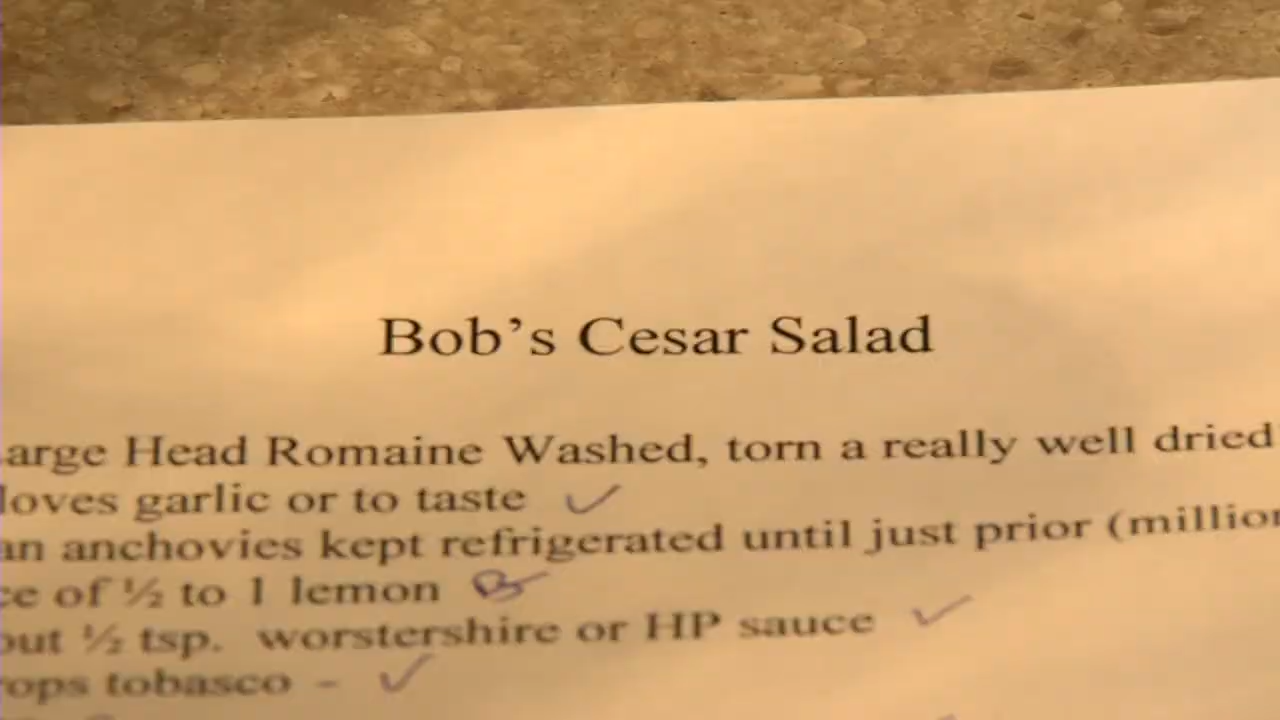 Bob's Cesar Salad
arge Head Romaine Washed, torn a really well dried
loves garlic or to taste ✓
an anchovies kept refrigerated until just prior (million
ce of ½ to 1 lemon
out ½ tsp. worstershire or HP sauce ✓
rops tobasco - ✓